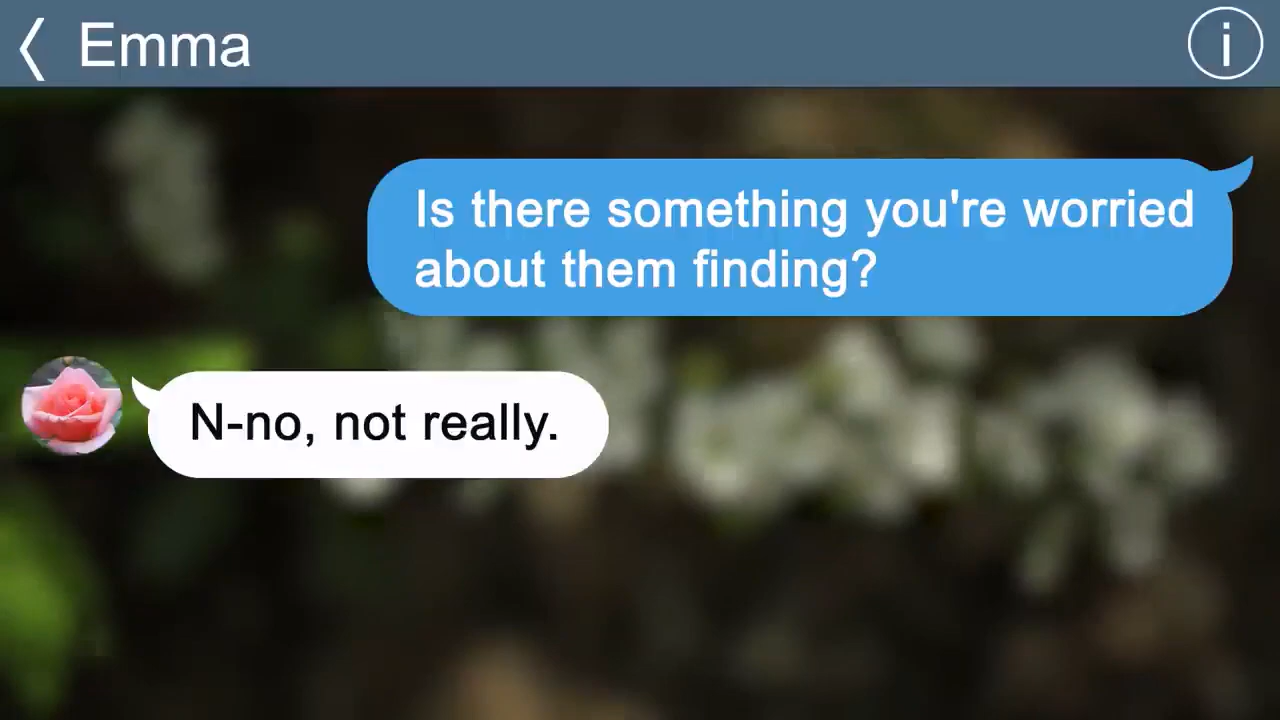 Emma
Is there something you're worried
about them finding?
N-no, not really.